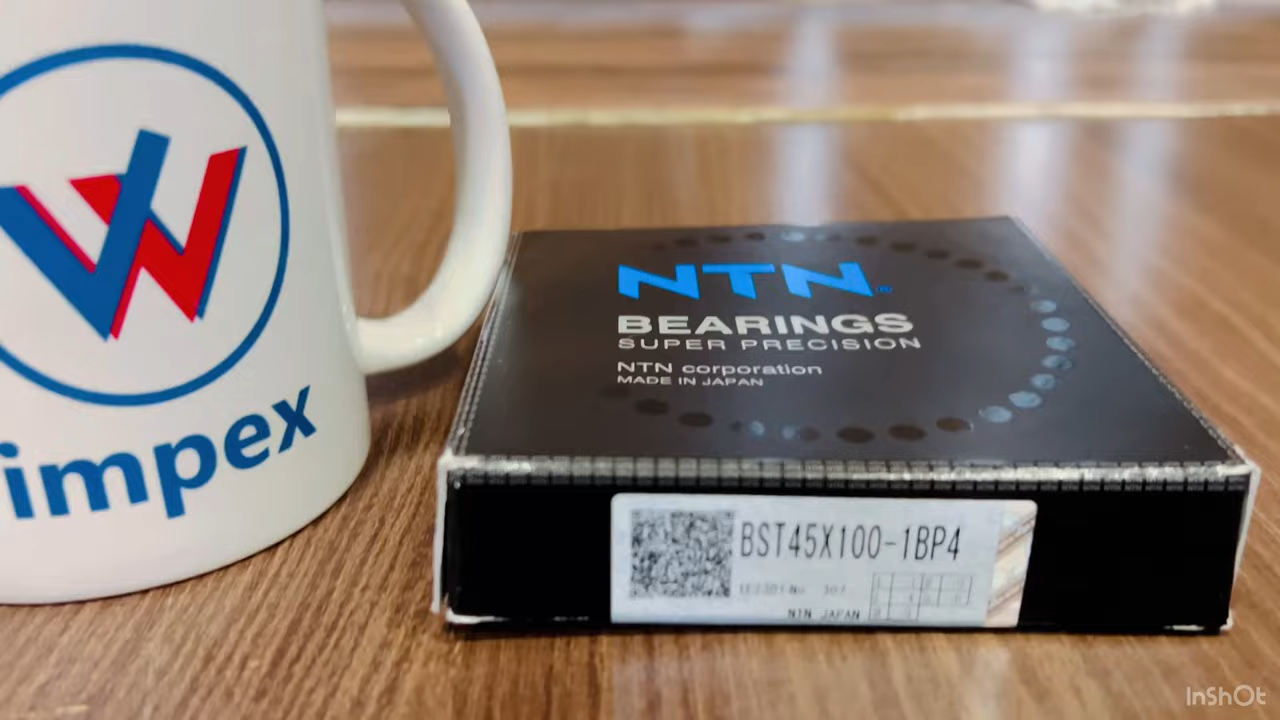 impex
NTN
BEARINGS
SUPER PRECISION
NTN corporation
MADE IN JAPAN
BST45X100-1BP4
NTN JAPAN
InShOt